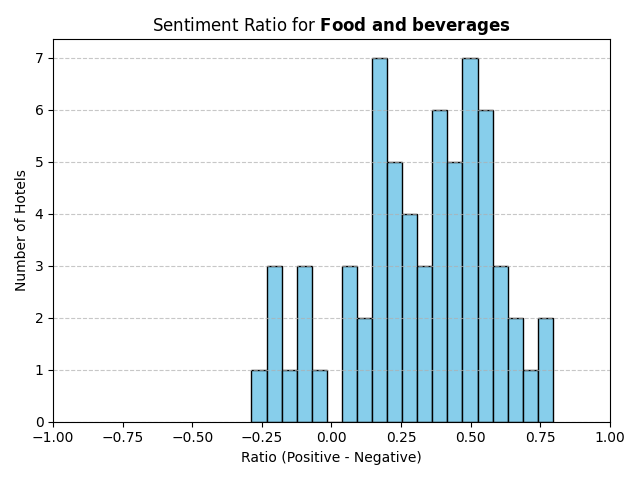 Sentiment Ratio for Food and beverages
7
6
5
4
3
2
1
0
Number of Hotels
−1.00 −0.75 −0.50 −0.25 0.00 0.25 0.50 0.75 1.00
Ratio (Positive - Negative)